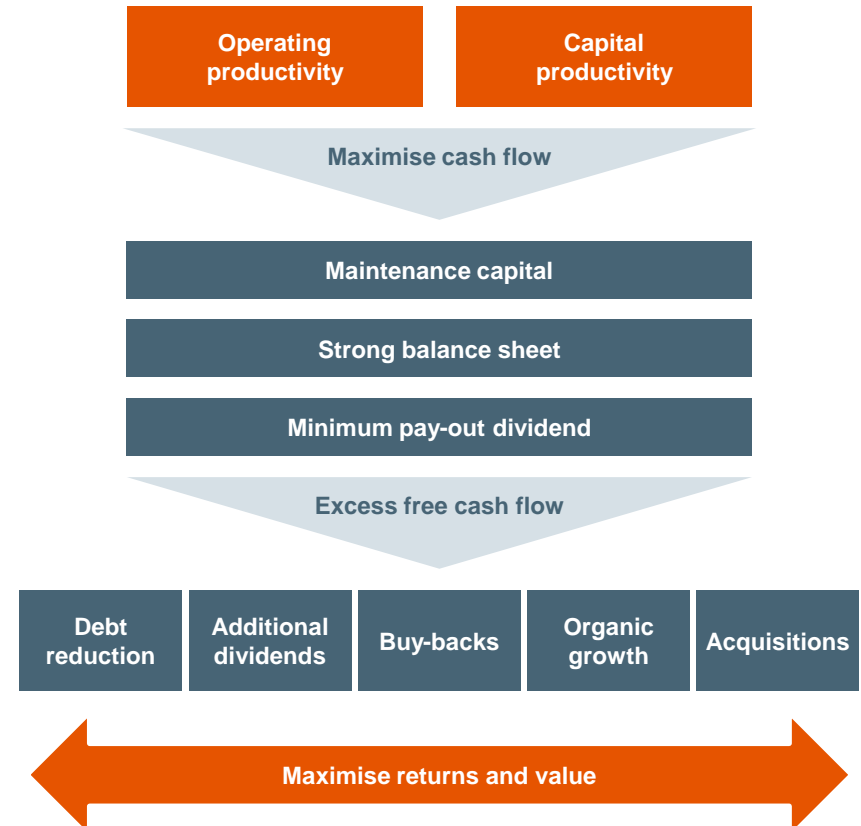 Operating
productivity
Capital
productivity
Maximise cash flow
Maintenance capital
Strong balance sheet
Minimum pay-out dividend
Excess free cash flow
Debt
reduction
Additional
dividends
Buy-backs
Organic
growth
Acquisitions
Maximise returns and value